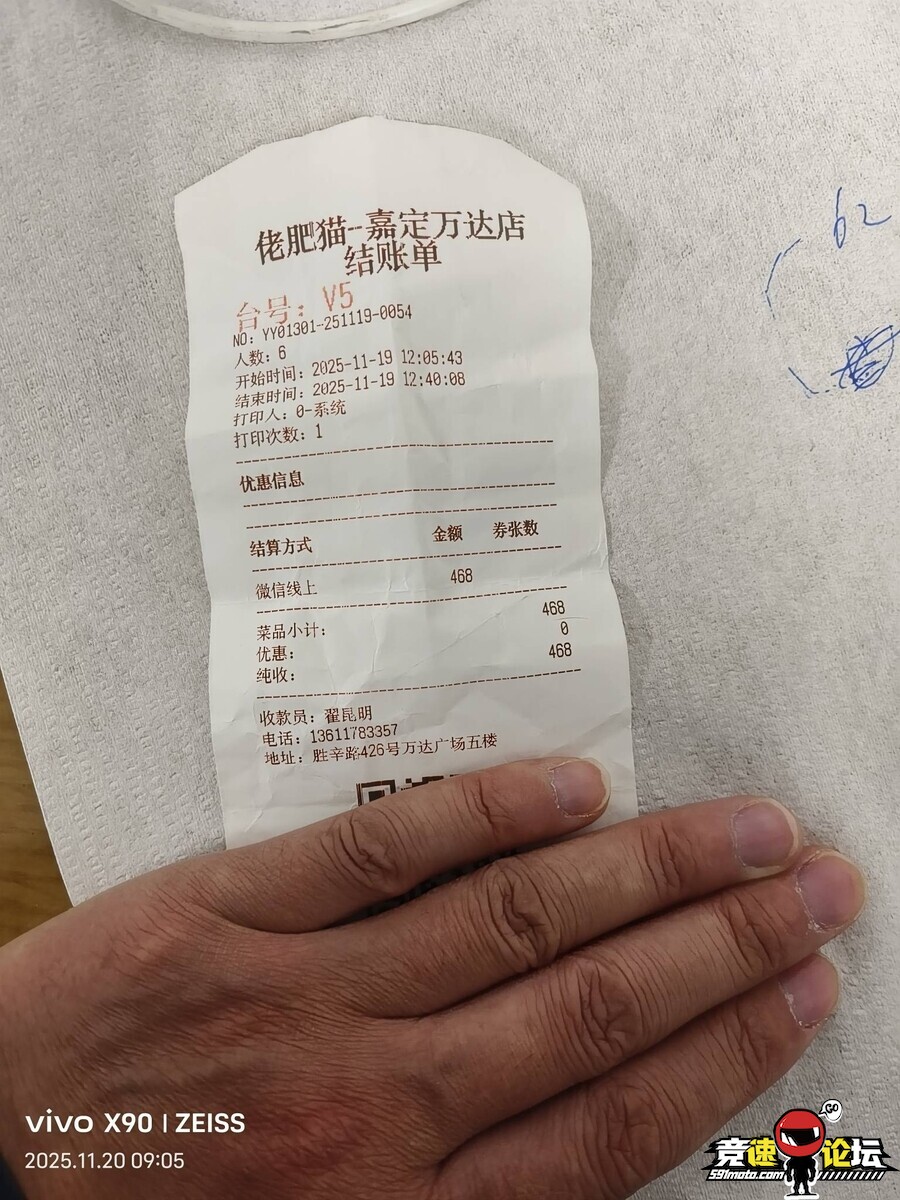 佬肥猫--嘉定万达店
结账单
台号：V5
NO: YY01301-251119-0054
人数：6
开始时间：2025-11-19 12:05:43
结束时间：2025-11-19 12:40:08
打印人：0-系统
打印次数：1
优惠信息
结算方式 金额 券张数
微信线上 468
菜品小计： 468
优惠： 0
纯收： 468
收款员：翟昆明
电话：13611783357
地址：胜辛路426号万达广场五楼
62
vivo X90 | ZEISS
2025.11.20 09:05
GO
竞速论坛
591moto.com